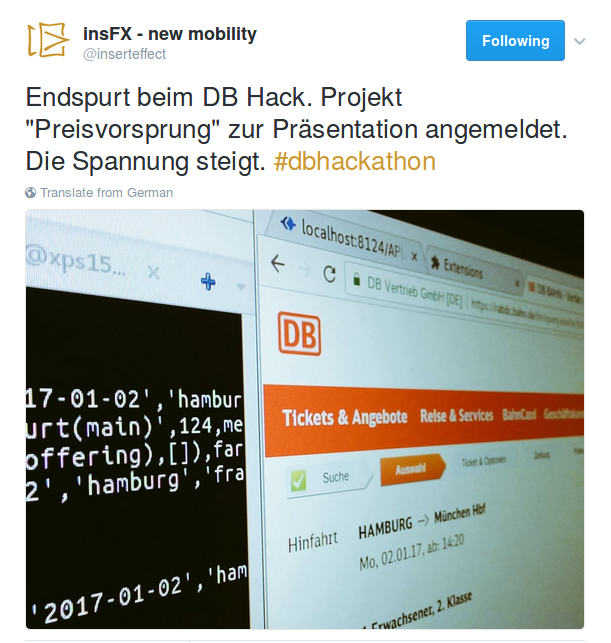 insFX - new mobility
@inserteffect
Following
Endspurt beim DB Hack. Projekt
"Preisvorsprung" zur Präsentation angemeldet.
Die Spannung steigt. #dbhackathon
Translate from German
@xps15...
localhost:8124/AP
Extensions
DB Vertrieb GmbH [DE]
DB
Tickets & Angebote Reise & Services BahnCard
Suche
Auswahl
Ticket & Optionen
Zahlung
Hinfahrt
HAMBURG -> München Hbf
Mo, 02.01.17, ab: 14:20
1 Erwachsener, 2. Klasse
17-01-02','hambur
urt(main)',124,me
offering),[]),far
2','hamburg','fra
'2017-01-02','ham